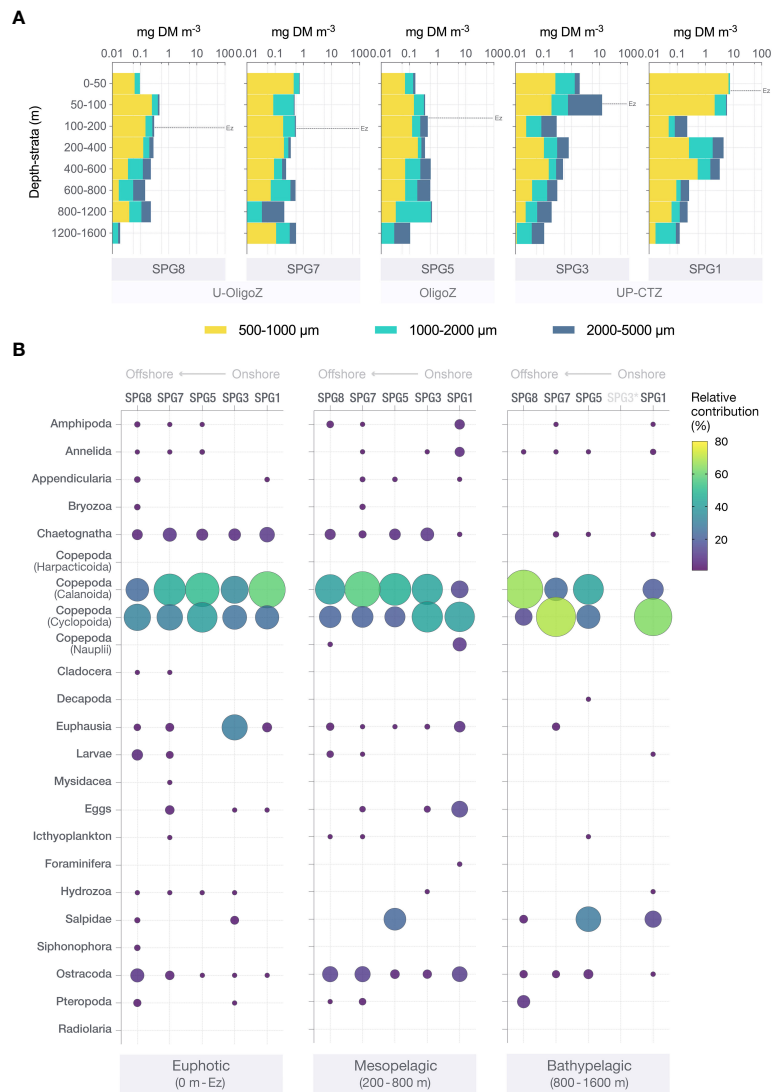 A
mg DM m-3 mg DM m-3 mg DM m-3 mg DM m-3 mg DM m-3
0.01 0.1 1 10 100 0.01 0.1 1 10 100 0.01 0.1 1 10 100 0.01 0.1 1 10 100 0.01 0.1 1 10 100
Depth-strata (m)
0-50
50-100
100-200
200-400
400-600
600-800
800-1200
1200-1600
Ez Ez Ez Ez Ez
SPG8 SPG7 SPG5 SPG3 SPG1
U-OligoZ OligoZ UP-CTZ
500-1000 µm 1000-2000 µm 2000-5000 µm
B
Offshore Onshore Offshore Onshore Offshore Onshore
SPG8 SPG7 SPG5 SPG3 SPG1 SPG8 SPG7 SPG5 SPG3 SPG1 SPG8 SPG7 SPG5 SPG3* SPG1
Relative
contribution
(%)
80
60
40
20
Amphipoda
Annelida
Appendicularia
Bryozoa
Chaetognatha
Copepoda
(Harpacticoida)
Copepoda
(Calanoida)
Copepoda
(Cyclopoida)
Copepoda
(Nauplii)
Cladocera
Decapoda
Euphausia
Larvae
Mysidacea
Eggs
Icthyoplankton
Foraminifera
Hydrozoa
Salpidae
Siphonophora
Ostracoda
Pteropoda
Radiolaria
Euphotic Mesopelagic Bathypelagic
(0 m - Ez) (200 - 800 m) (800 - 1600 m)